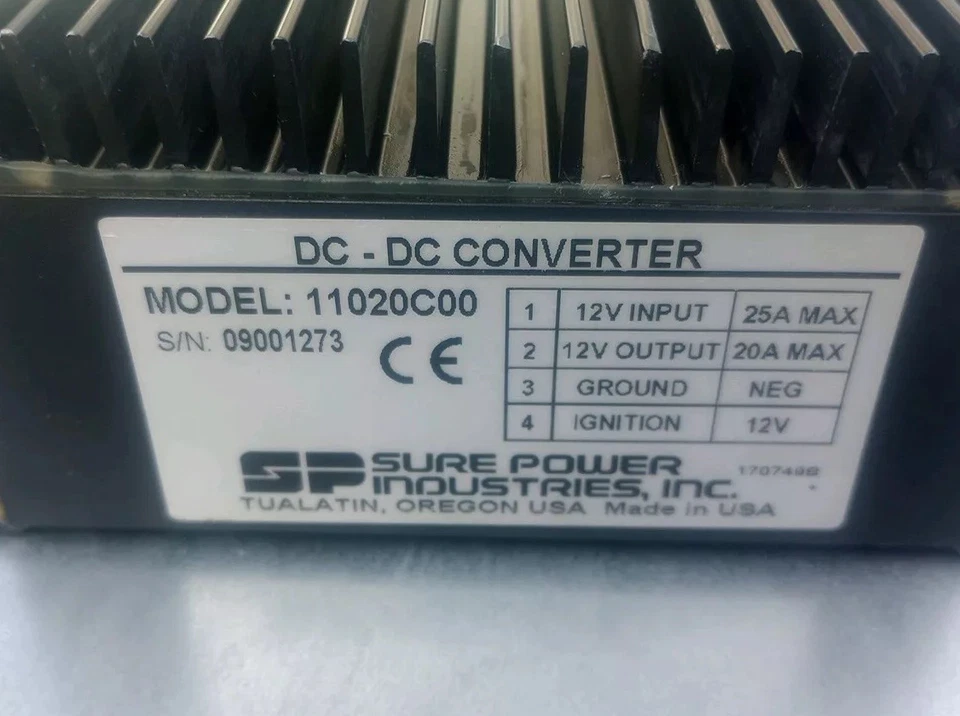 DC - DC CONVERTER
MODEL: 11020C00
S/N: 09001273
CE
1 12V INPUT 25A MAX
2 12V OUTPUT 20A MAX
3 GROUND NEG
4 IGNITION 12V
SP SURE POWER
INDUSTRIES, INC.
170749B
TUALATIN, OREGON USA Made in USA